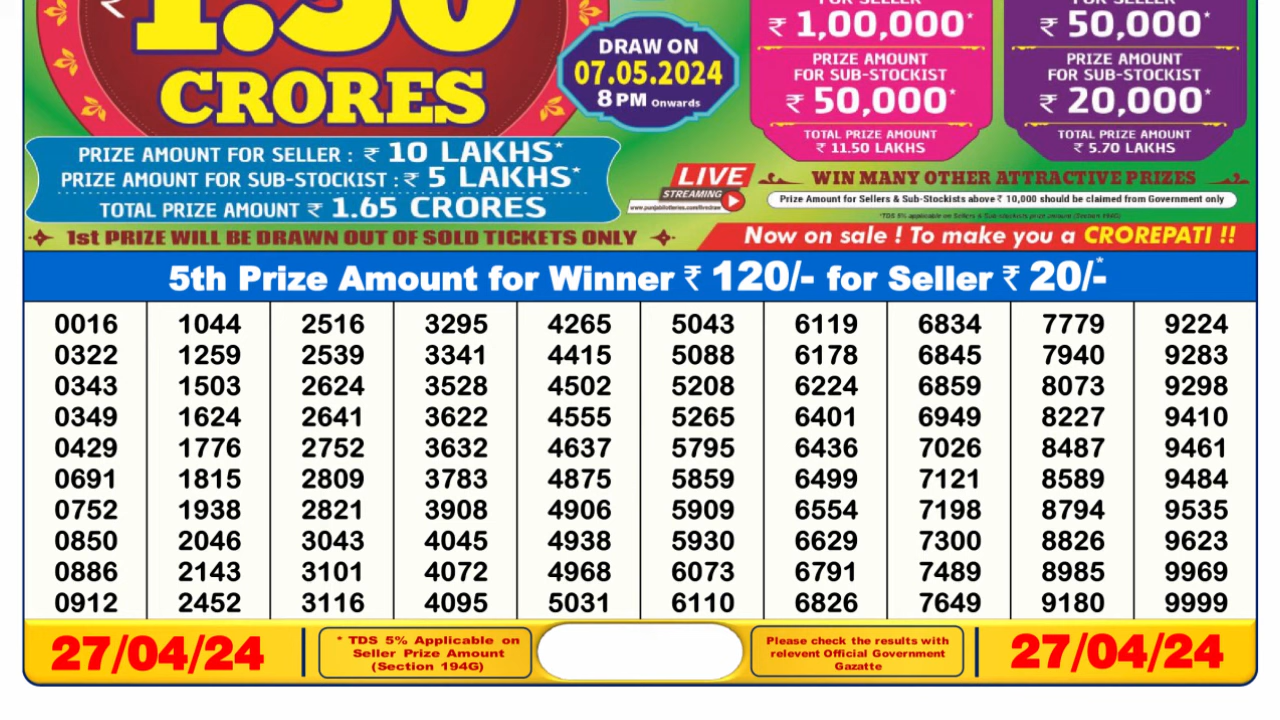 ₹ 1.50
CRORES
PRIZE AMOUNT FOR SELLER : ₹ 10 LAKHS*
PRIZE AMOUNT FOR SUB-STOCKIST : ₹ 5 LAKHS*
TOTAL PRIZE AMOUNT ₹ 1.65 CRORES
1st PRIZE WILL BE DRAWN OUT OF SOLD TICKETS ONLY
DRAW ON
07.05.2024
8 PM Onwards
FOR SELLER
₹ 1,00,000*
PRIZE AMOUNT
FOR SUB-STOCKIST
₹ 50,000*
TOTAL PRIZE AMOUNT
₹ 11.50 LAKHS
FOR SELLER
₹ 50,000*
PRIZE AMOUNT
FOR SUB-STOCKIST
₹ 20,000*
TOTAL PRIZE AMOUNT
₹ 5.70 LAKHS
LIVE
STREAMING
WIN MANY OTHER ATTRACTIVE PRIZES
Prize Amount for Sellers & Sub-Stockists above ₹ 10,000 should be claimed from Government only
Now on sale ! To make you a CROREPATI !!
5th Prize Amount for Winner ₹ 120/- for Seller ₹ 20/-*
0016 1044 2516 3295 4265 5043 6119 6834 7779 9224
0322 1259 2539 3341 4415 5088 6178 6845 7940 9283
0343 1503 2624 3528 4502 5208 6224 6859 8073 9298
0349 1624 2641 3622 4555 5265 6401 6949 8227 9410
0429 1776 2752 3632 4637 5795 6436 7026 8487 9461
0691 1815 2809 3783 4875 5859 6499 7121 8589 9484
0752 1938 2821 3908 4906 5909 6554 7198 8794 9535
0850 2046 3043 4045 4938 5930 6629 7300 8826 9623
0886 2143 3101 4072 4968 6073 6791 7489 8985 9969
0912 2452 3116 4095 5031 6110 6826 7649 9180 9999
27/04/24
* TDS 5% Applicable on
Seller Prize Amount
(Section 194G)
Please check the results with
relevent Official Government
Gazatte
27/04/24